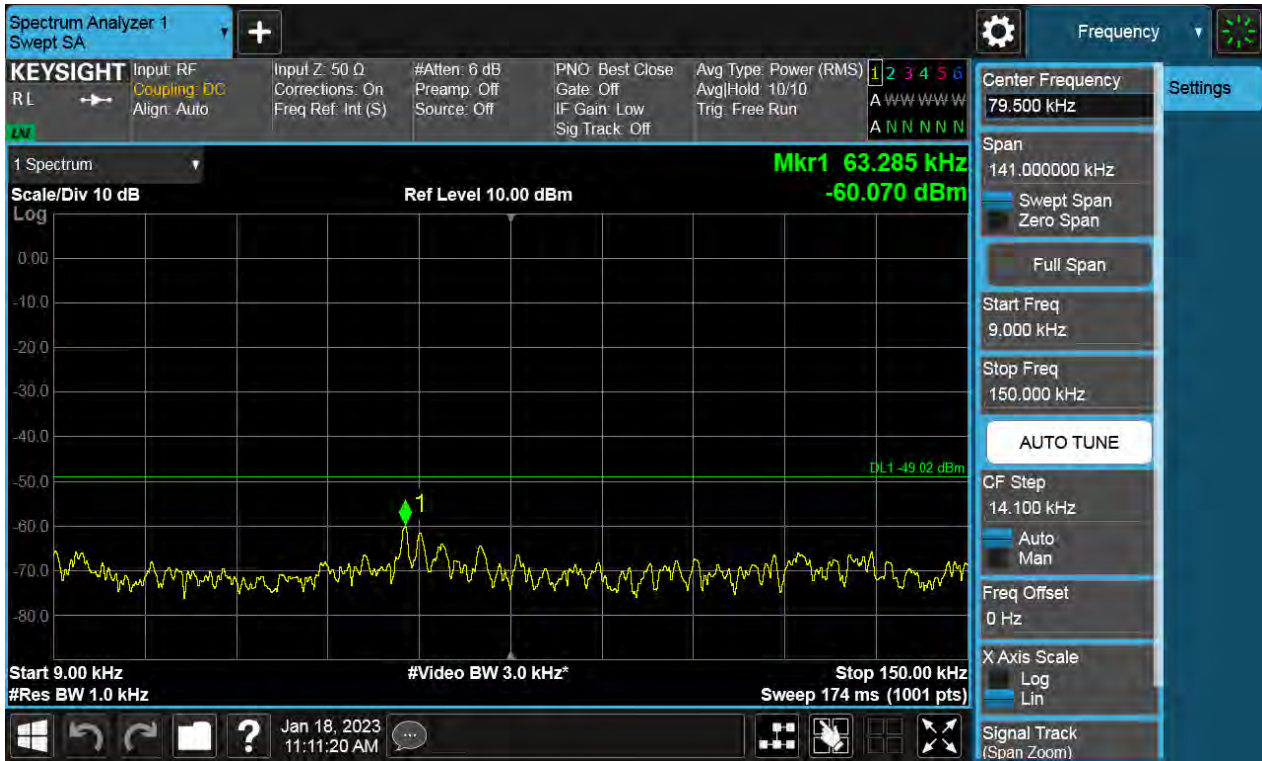 Spectrum Analyzer 1
Swept SA
+
Frequency
KEYSIGHT
R L
LNI
Input: RF
Coupling: DC
Align: Auto
Input Z: 50 Ω
Corrections: On
Freq Ref: Int (S)
#Atten: 6 dB
Preamp: Off
Source: Off
PNO: Best Close
Gate: Off
IF Gain: Low
Sig Track: Off
Avg Type: Power (RMS)
Avg|Hold: 10/10
Trig: Free Run
1 2 3 4 5 6
A W W W W W
A N N N N N
1 Spectrum
Scale/Div 10 dB
Ref Level 10.00 dBm
Mkr1 63.285 kHz
-60.070 dBm
Log
0.00
-10.0
-20.0
-30.0
-40.0
-50.0
-60.0
-70.0
-80.0
DL1 -49.02 dBm
1
Start 9.00 kHz
#Video BW 3.0 kHz*
Stop 150.00 kHz
#Res BW 1.0 kHz
Sweep 174 ms (1001 pts)
?
Jan 18, 2023
11:11:20 AM
Center Frequency
79.500 kHz
Settings
Span
141.000000 kHz
Swept Span
Zero Span
Full Span
Start Freq
9.000 kHz
Stop Freq
150.000 kHz
AUTO TUNE
CF Step
14.100 kHz
Auto
Man
Freq Offset
0 Hz
X Axis Scale
Log
Lin
Signal Track
(Span Zoom)